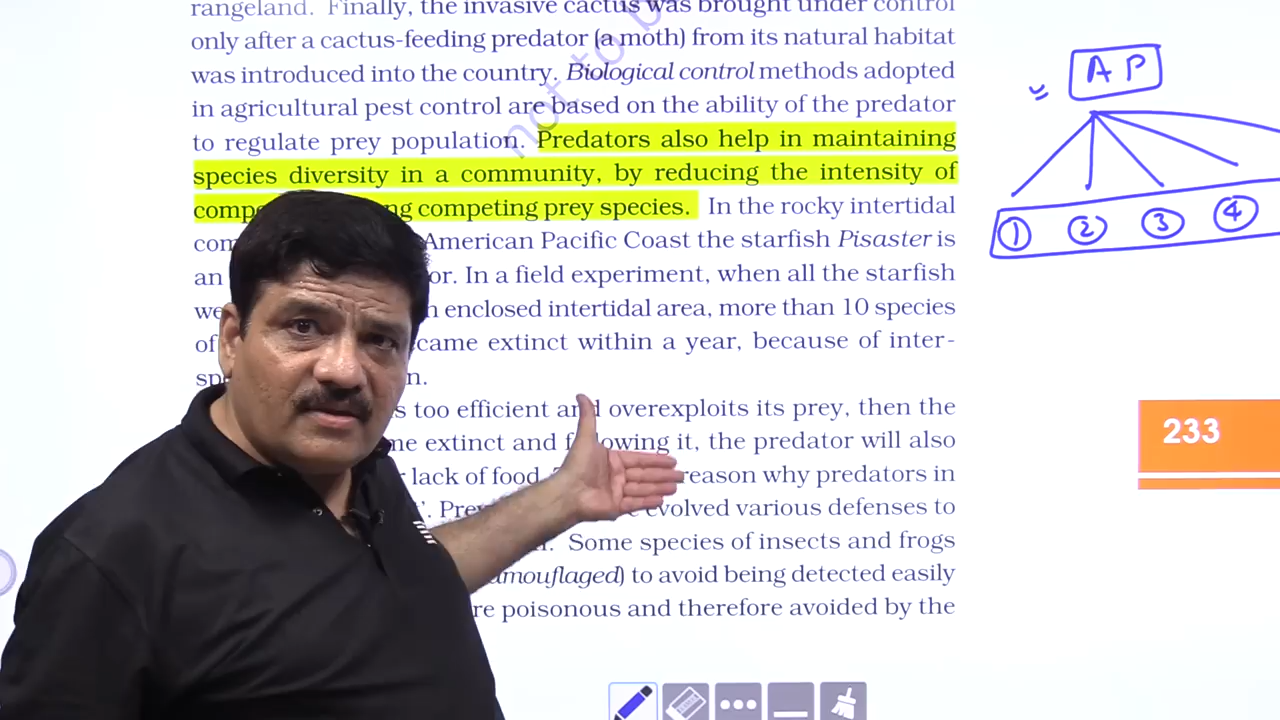 rangeland. Finally, the invasive cactus was brought under control
only after a cactus-feeding predator (a moth) from its natural habitat
was introduced into the country. Biological control methods adopted
in agricultural pest control are based on the ability of the predator
to regulate prey population. Predators also help in maintaining
species diversity in a community, by reducing the intensity of
competing prey species. In the rocky intertidal
American Pacific Coast the starfish Pisaster is
an
In a field experiment, when all the starfish
we enclosed intertidal area, more than 10 species
of extinct within a year, because of inter-
sp
too efficient and overexploits its prey, then the
extinct and following it, the predator will also
lack of food. reason why predators in
evolved various defenses to
Some species of insects and frogs
camouflaged) to avoid being detected easily
poisonous and therefore avoided by the
not to b
A P
1 2 3 4
233